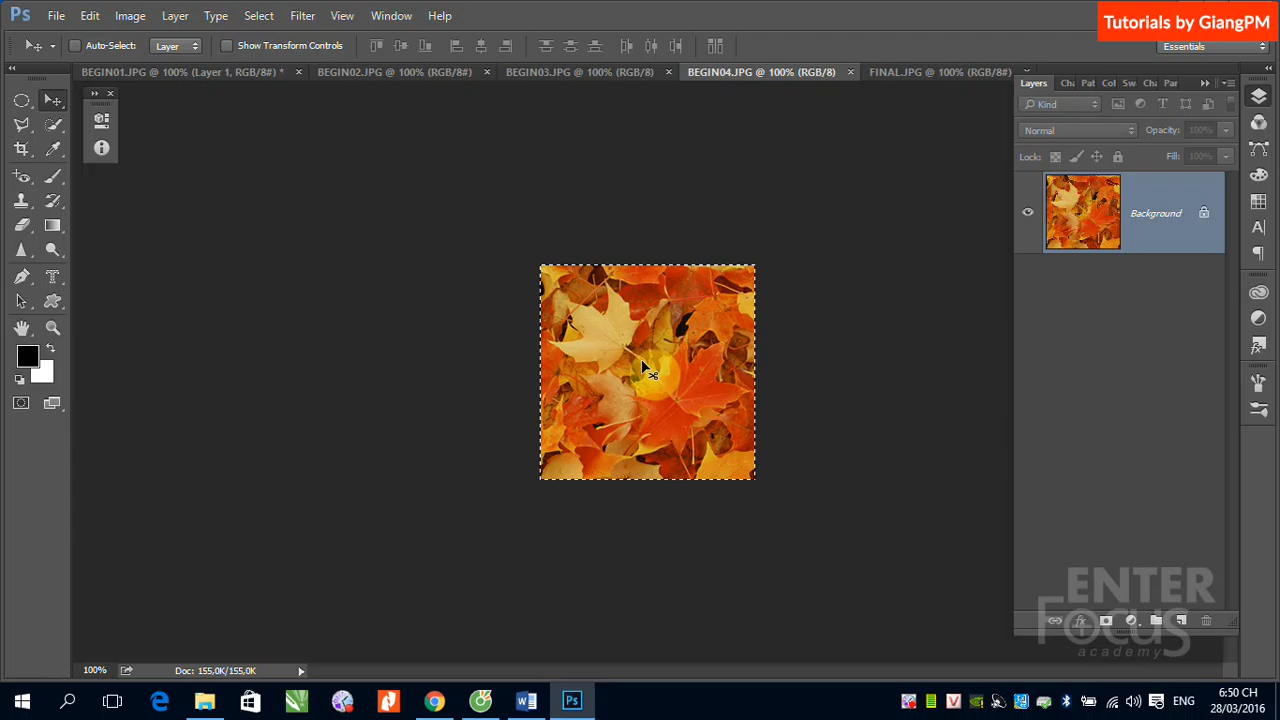 Ps File Edit Image Layer Type Select Filter View Window Help
Tutorials by GiangPM
Auto-Select: Layer Show Transform Controls
Essentials
BEGIN01.JPG @ 100% (Layer 1, RGB/8#) * × BEGIN02.JPG @ 100% (RGB/8#) × BEGIN03.JPG @ 100% (RGB/8) × BEGIN04.JPG @ 100% (RGB/8) × FINAL.JPG @ 100% (RGB/8#)
Layers Cha Pat Col Sw Cha Par
Kind
Normal Opacity: 100%
Lock: Fill: 100%
Background
ENTER
FOCUS
academy
100% Doc: 155,0K/155,0K
ENG 6:50 CH
28/03/2016